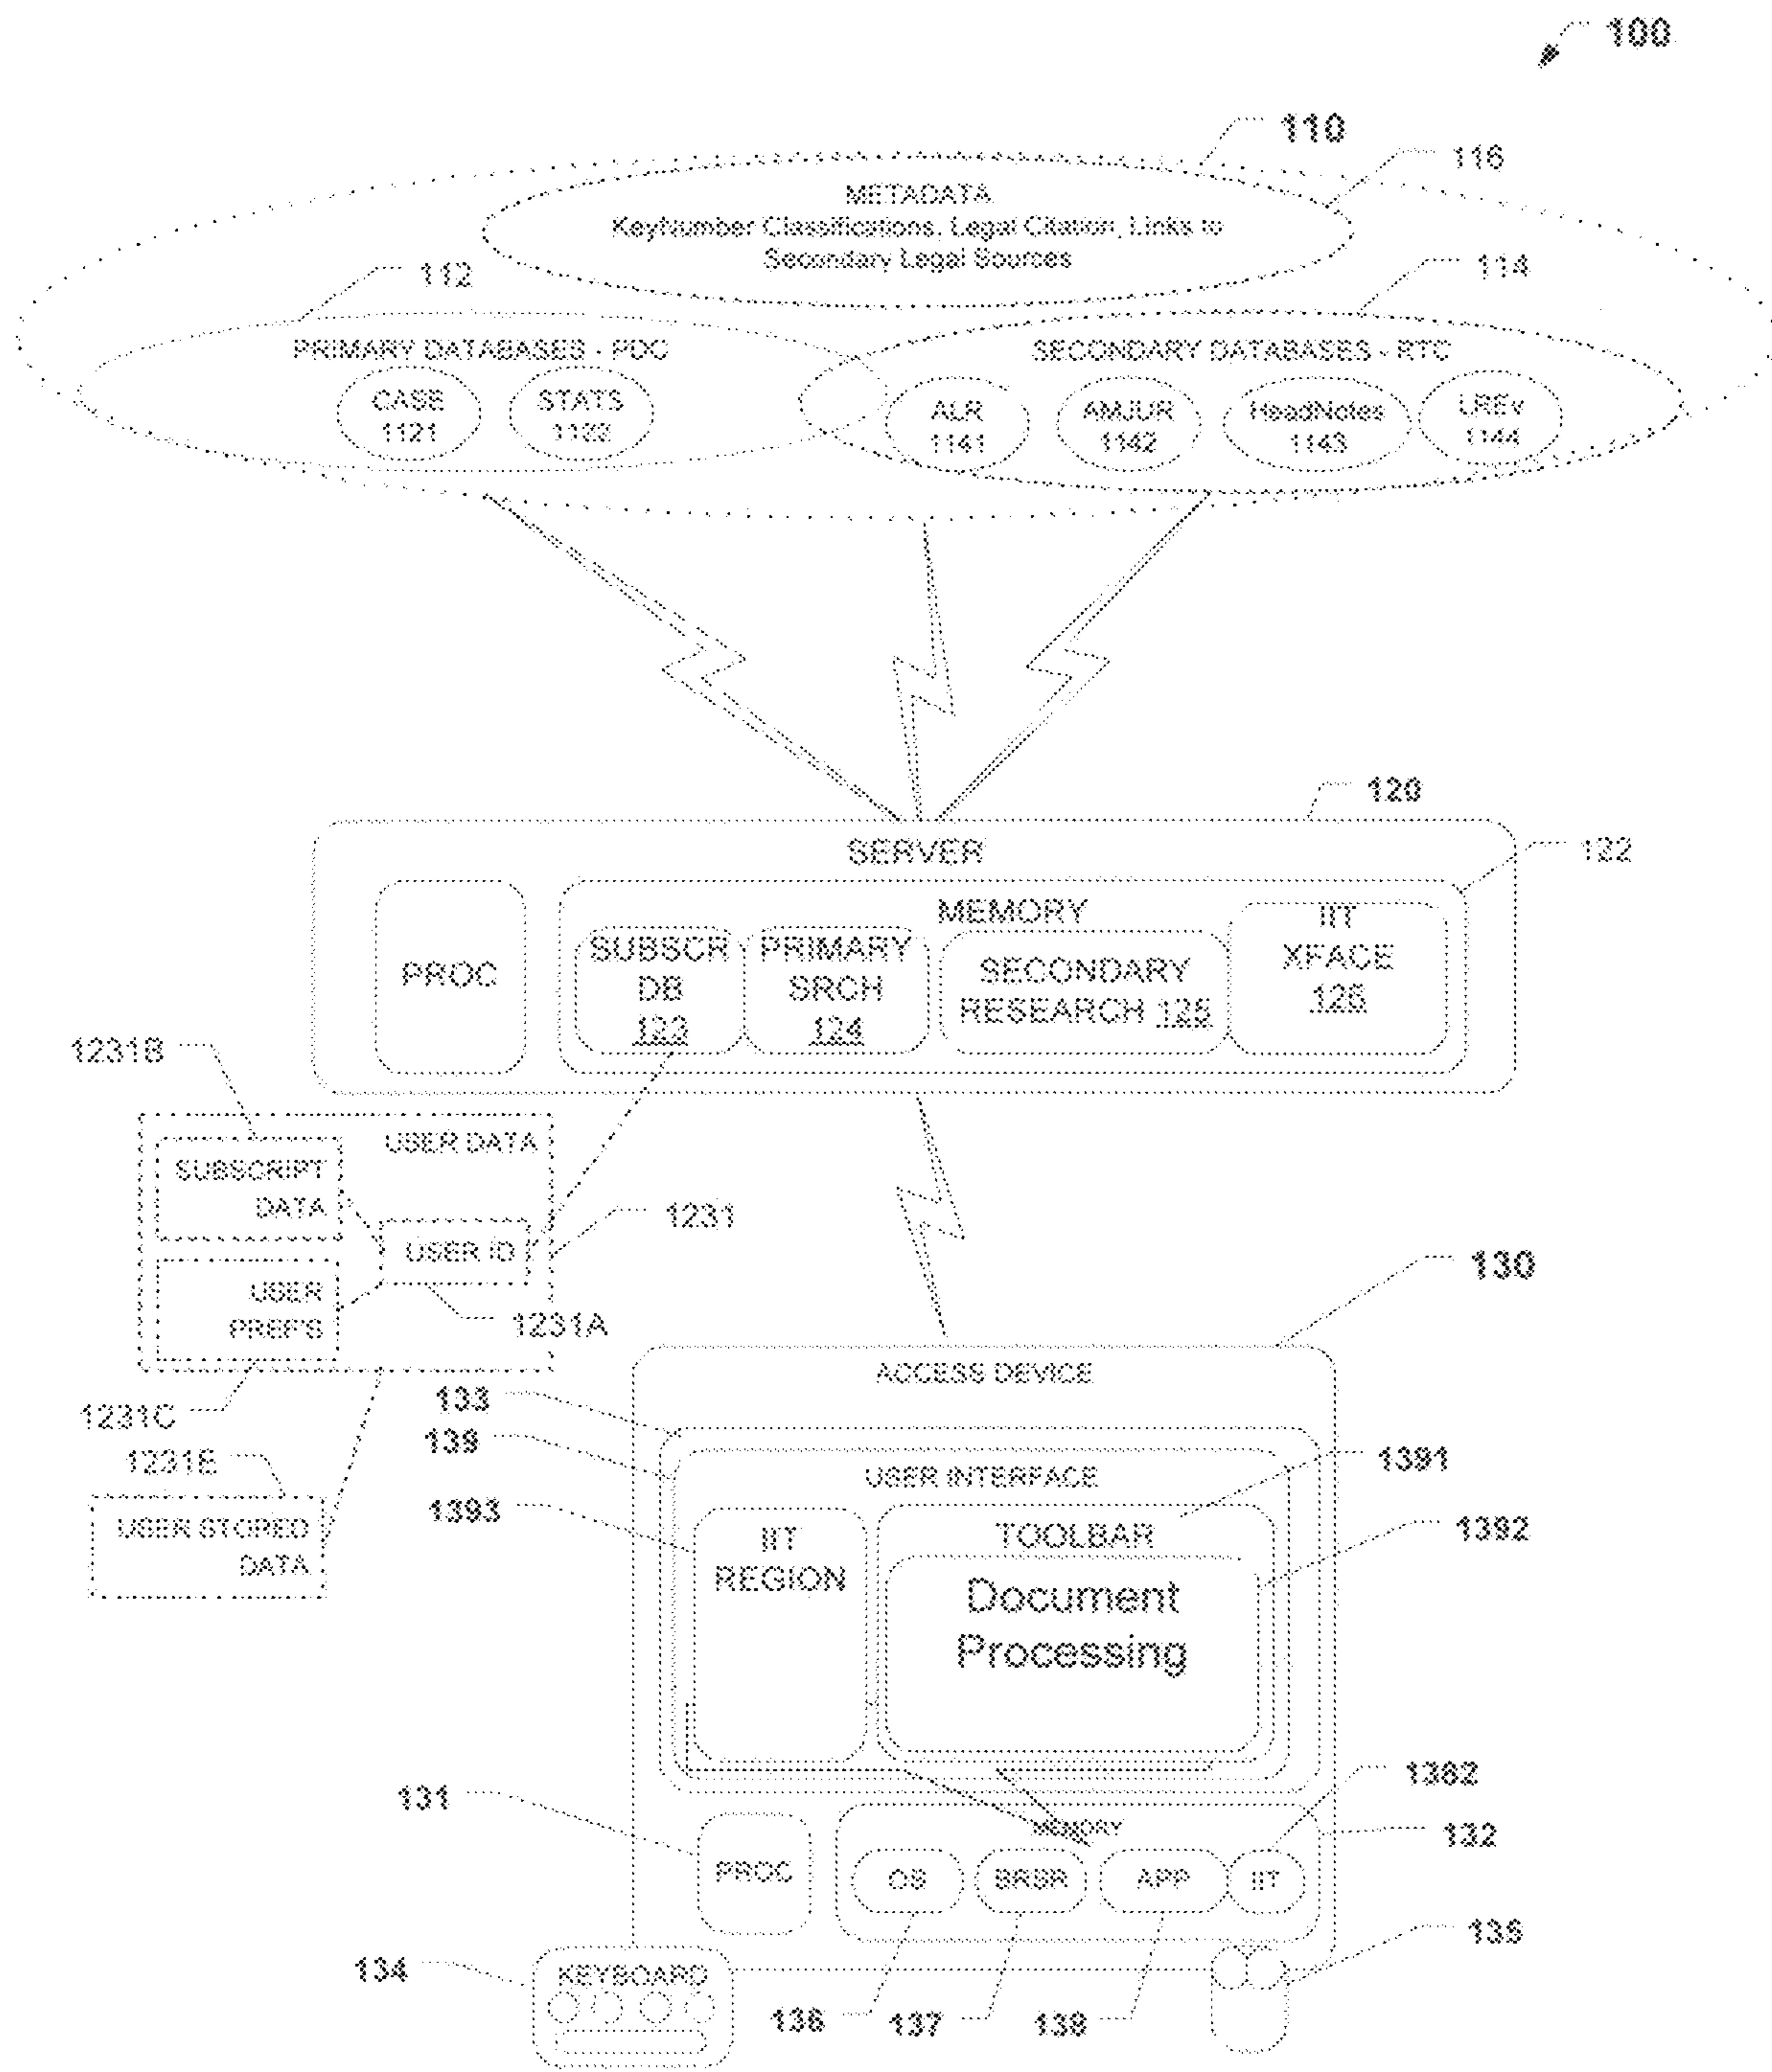 100
110
116
METADATA
KeyNumber Classifications, Legal Citation, Links to
Secondary Legal Sources
112
114
PRIMARY DATABASES - PDC
SECONDARY DATABASES - RTC
CASE
1121
STATS
1122
ALR
1141
AMJUR
1142
HeadNotes
1143
LREV
1144
120
SERVER
122
MEMORY
PROC
SUBSCR
DB
123
PRIMARY
SRCH
124
SECONDARY
RESEARCH 125
IIT
XFACE
126
1231B
USER DATA
SUBSCRIPT
DATA
1231
USER ID
USER
PREF'S
1231A
130
ACCESS DEVICE
1231C
133
139
1231E
USER INTERFACE
1391
1393
USER STORED
DATA
IIT
REGION
TOOLBAR
1392
Document
Processing
1382
131
MEMORY
132
PROC
OS
BRSR
APP
IIT
135
134
KEYBOARD
136
137
138